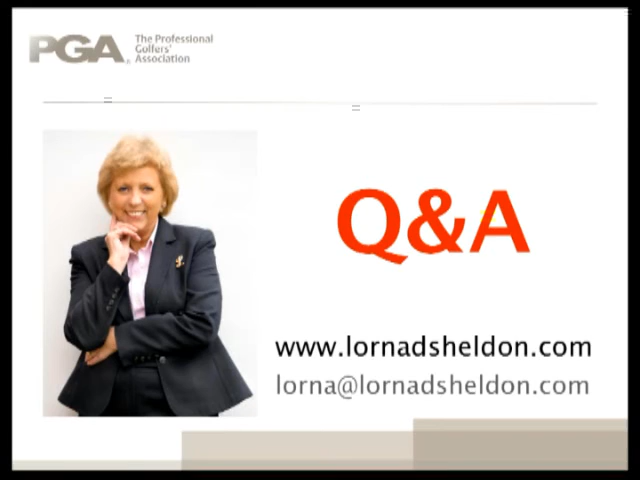 PGA
The Professional
Golfers'
Association
Q&A
www.lornadsheldon.com
lorna@lornadsheldon.com